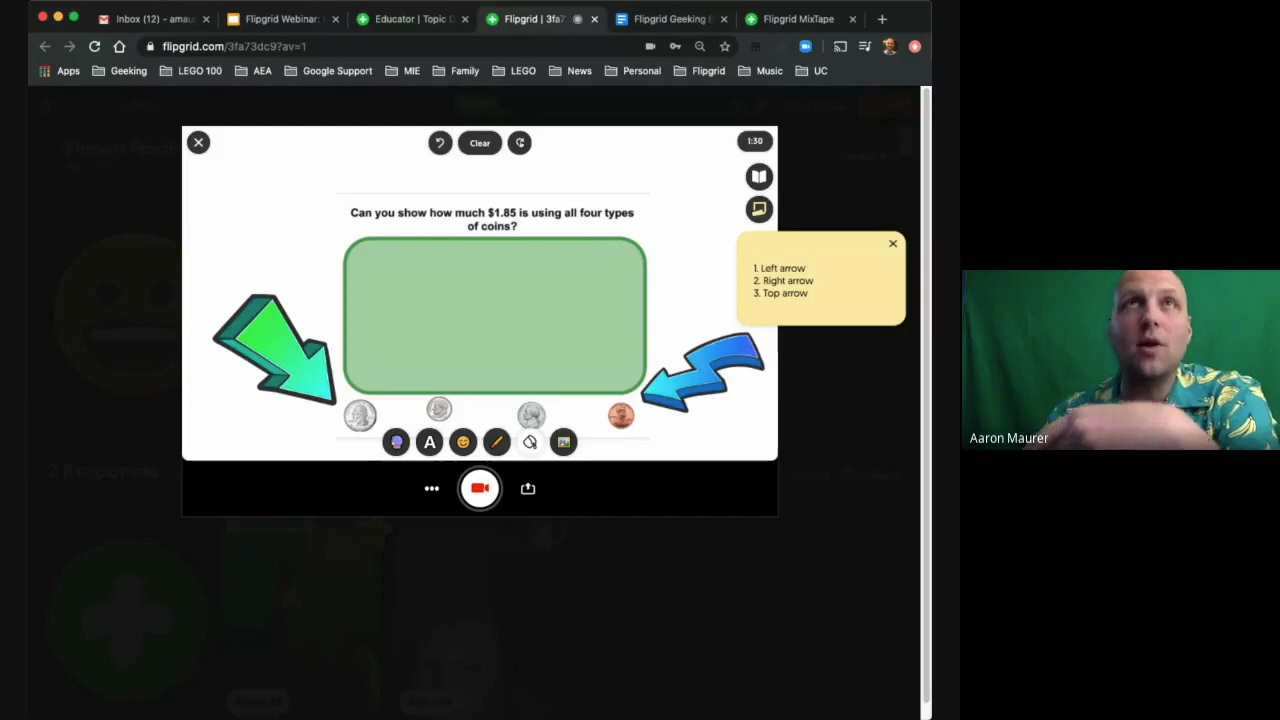 Inbox (12) - amau
Flipgrid Webinar:
Educator | Topic D
Flipgrid | 3fa7
Flipgrid Geeking E
Flipgrid MixTape
flipgrid.com/3fa73dc9?av=1
Apps
Geeking
LEGO 100
AEA
Google Support
MIE
Family
LEGO
News
Personal
Flipgrid
Music
UC
Clear
1:30
Can you show how much $1.85 is using all four types
of coins?
1. Left arrow
2. Right arrow
3. Top arrow
A
Aaron Maurer
2 Responses